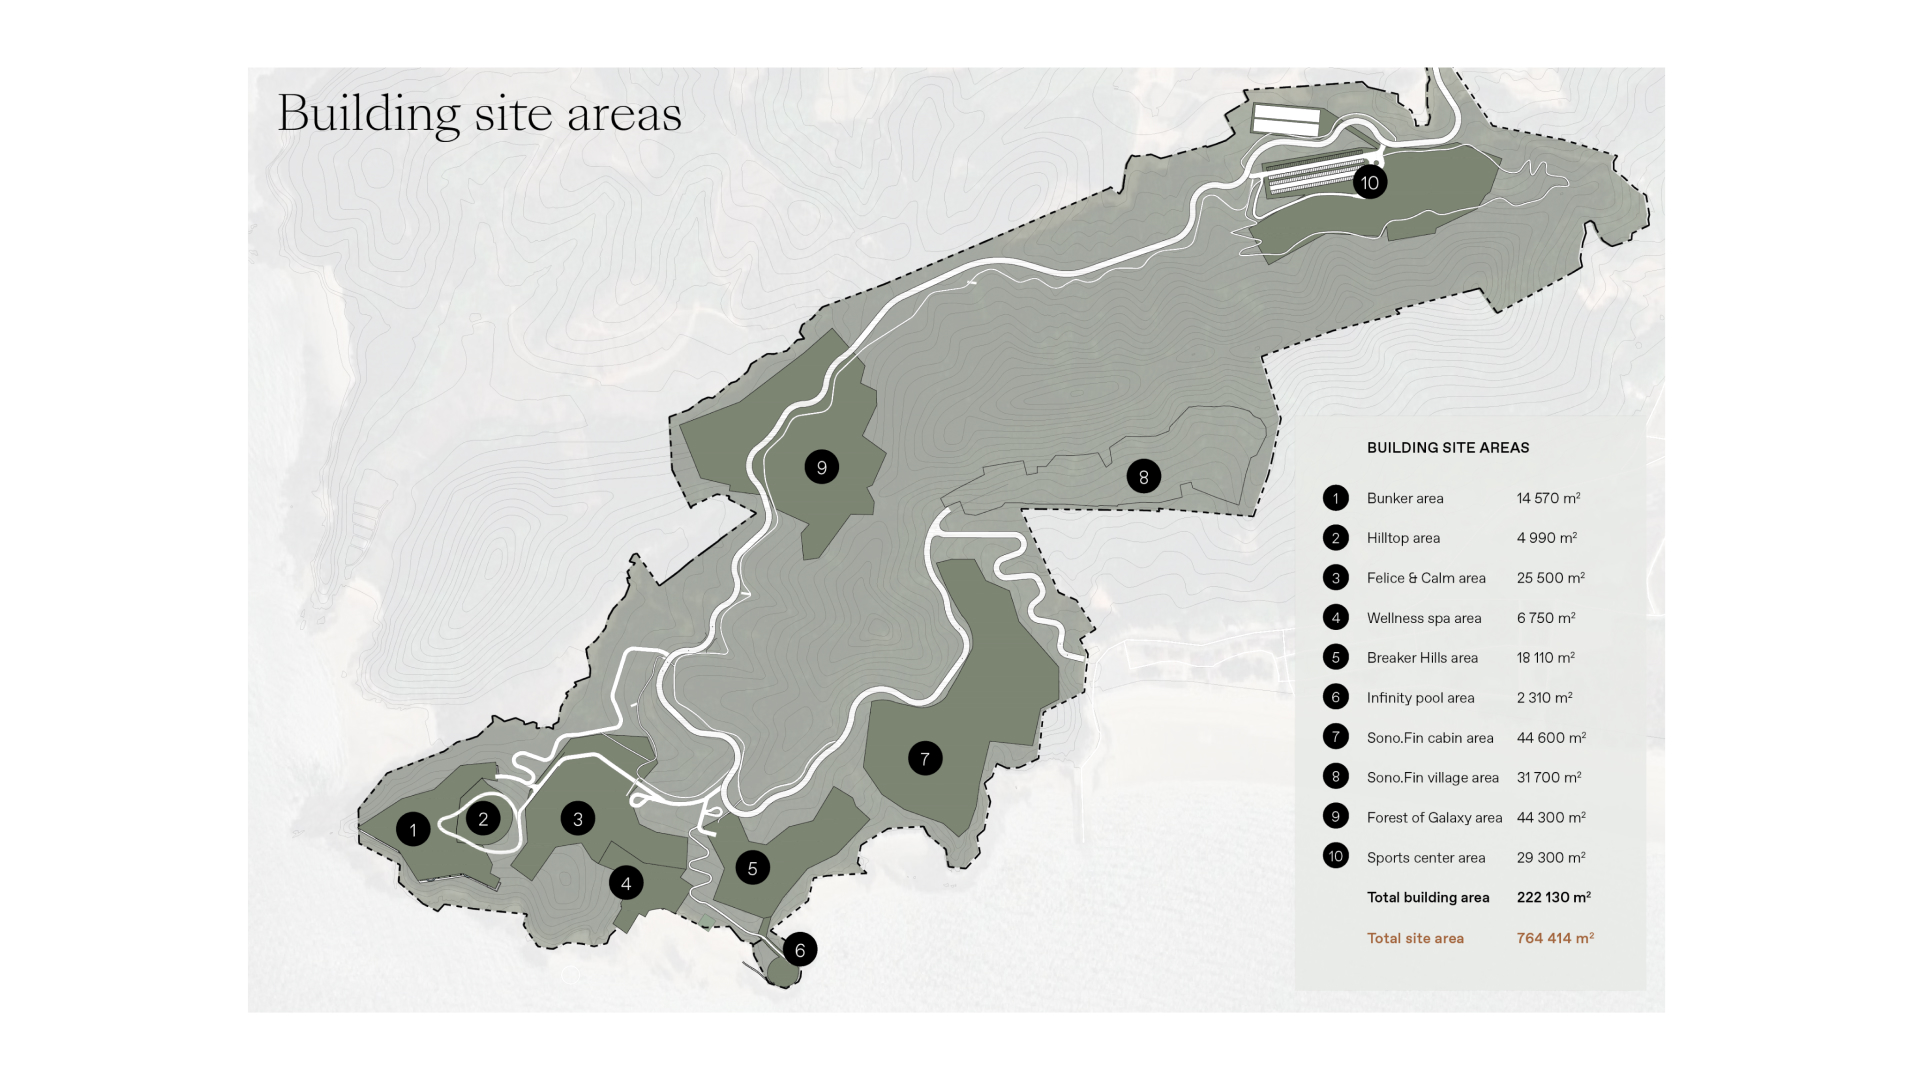 Building site areas
10
9
8
7
1
2
3
4
5
6
BUILDING SITE AREAS
1 Bunker area 14 570 m²
2 Hilltop area 4 990 m²
3 Felice & Calm area 25 500 m²
4 Wellness spa area 6 750 m²
5 Breaker Hills area 18 110 m²
6 Infinity pool area 2 310 m²
7 Sono.Fin cabin area 44 600 m²
8 Sono.Fin village area 31 700 m²
9 Forest of Galaxy area 44 300 m²
10 Sports center area 29 300 m²
Total building area 222 130 m²
Total site area 764 414 m²